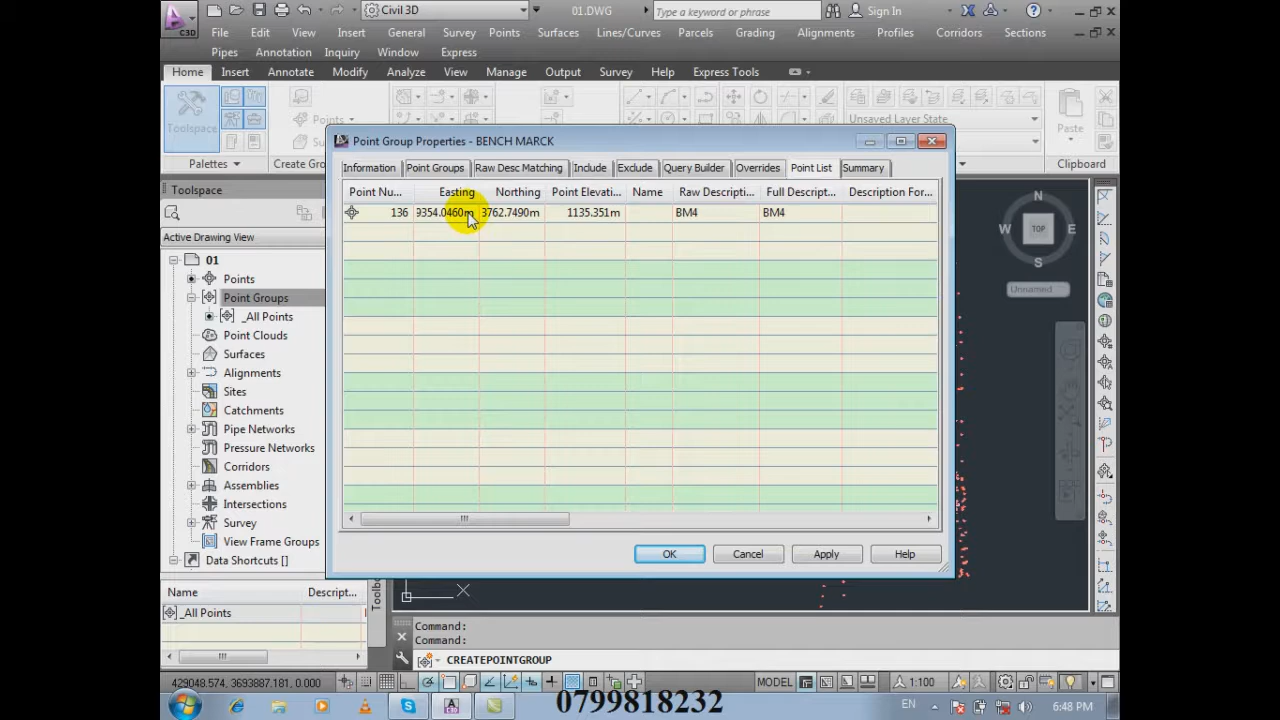 Civil 3D
01.DWG
Type a keyword or phrase
Sign In
File Edit View Insert General Survey Points Surfaces Lines/Curves Parcels Grading Alignments Profiles Corridors Sections
Pipes Annotation Inquiry Window Express
Home Insert Annotate Modify Analyze View Manage Output Survey Help Express Tools
C3D
Toolspace
Points
Unsaved Layer State
Paste
Palettes
Create Gro
Clipboard
Point Group Properties - BENCH MARCK
Information Point Groups Raw Desc Matching Include Exclude Query Builder Overrides Point List Summary
Point Nu... Easting Northing Point Elevati... Name Raw Descripti... Full Descript... Description For...
136 9354.0460m 3762.7490m 1135.351m BM4 BM4
OK Cancel Apply Help
Toolspace
Active Drawing View
01
Points
Point Groups
_All Points
Point Clouds
Surfaces
Alignments
Sites
Catchments
Pipe Networks
Pressure Networks
Corridors
Assemblies
Intersections
Survey
View Frame Groups
Data Shortcuts []
Name Descript...
_All Points
N
W TOP E
S
Unnamed
Command:
Command:
CREATEPOINTGROUP
429048.574, 3693887.181, 0.000
MODEL
1:100
0799818232
EN
6:48 PM